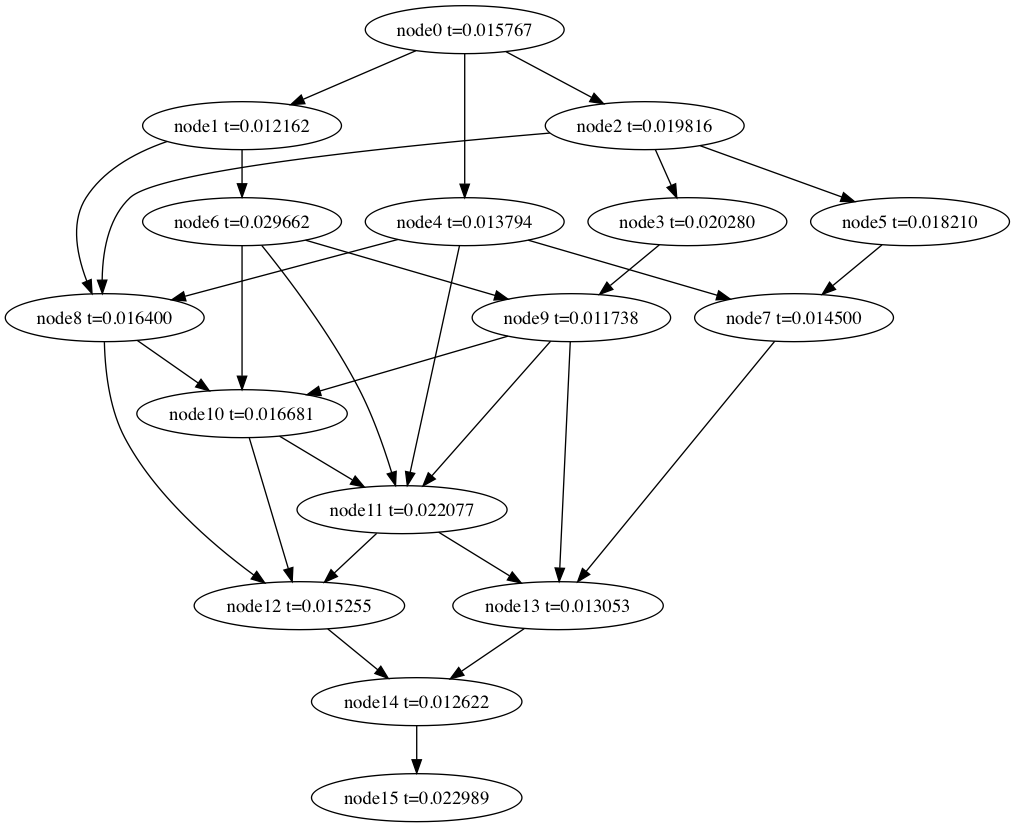 node0 t=0.015767
node1 t=0.012162
node2 t=0.019816
node6 t=0.029662
node4 t=0.013794
node3 t=0.020280
node5 t=0.018210
node8 t=0.016400
node9 t=0.011738
node7 t=0.014500
node10 t=0.016681
node11 t=0.022077
node12 t=0.015255
node13 t=0.013053
node14 t=0.012622
node15 t=0.022989